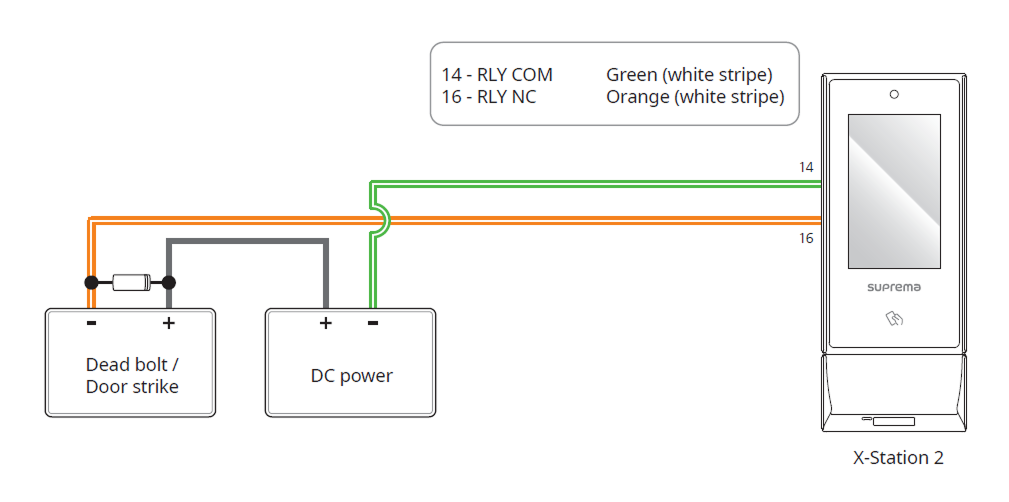 14 - RLY COM Green (white stripe)
16 - RLY NC Orange (white stripe)
14
16
suprema
- +
Dead bolt /
Door strike
+ -
DC power
X-Station 2